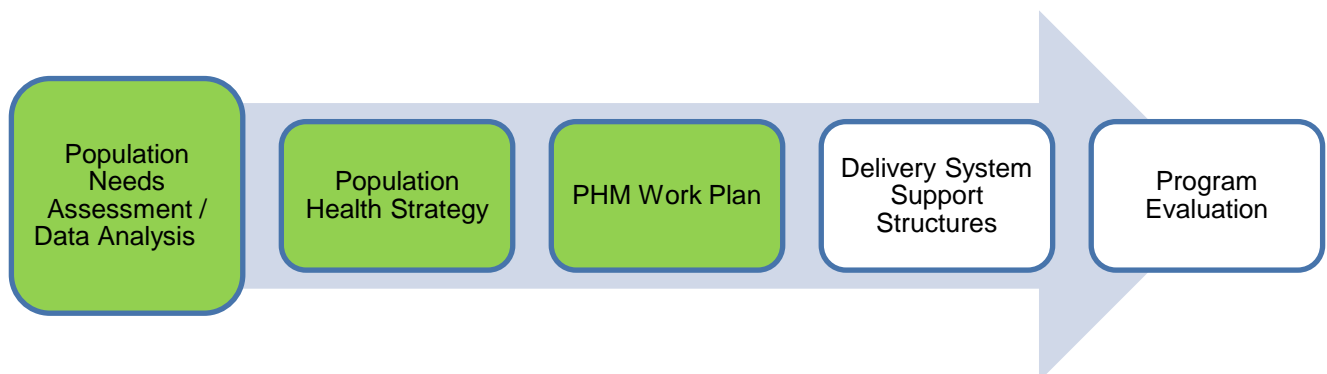 Population
Needs
Assessment /
Data Analysis
Population
Health Strategy
PHM Work Plan
Delivery System
Support
Structures
Program
Evaluation